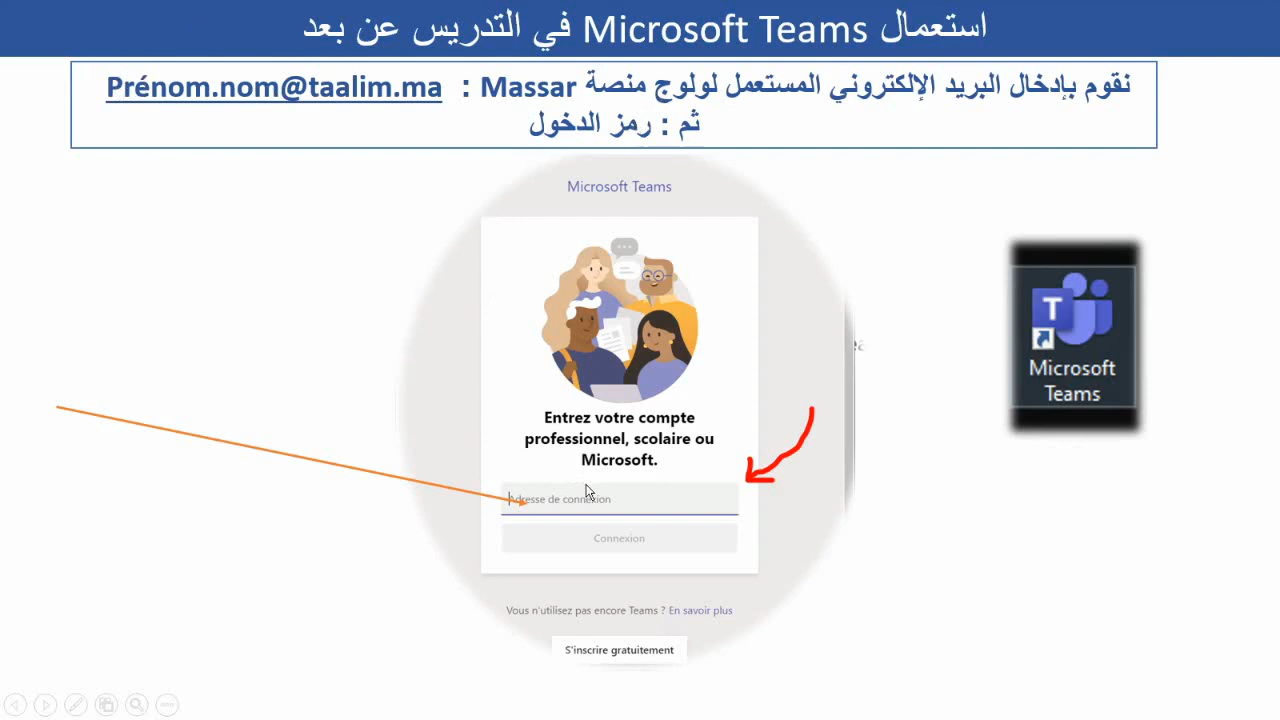 استعمال Microsoft Teams في التدريس عن بعد
نقوم بإدخال البريد الإلكتروني المستعمل لولوج منصة Massar : Prénom.nom@taalim.ma
ثم : رمز الدخول
Microsoft Teams
Entrez votre compte
professionnel, scolaire ou
Microsoft.
Adresse de connexion
Connexion
Vous n'utilisez pas encore Teams ? En savoir plus
S'inscrire gratuitement
T
Microsoft
Teams